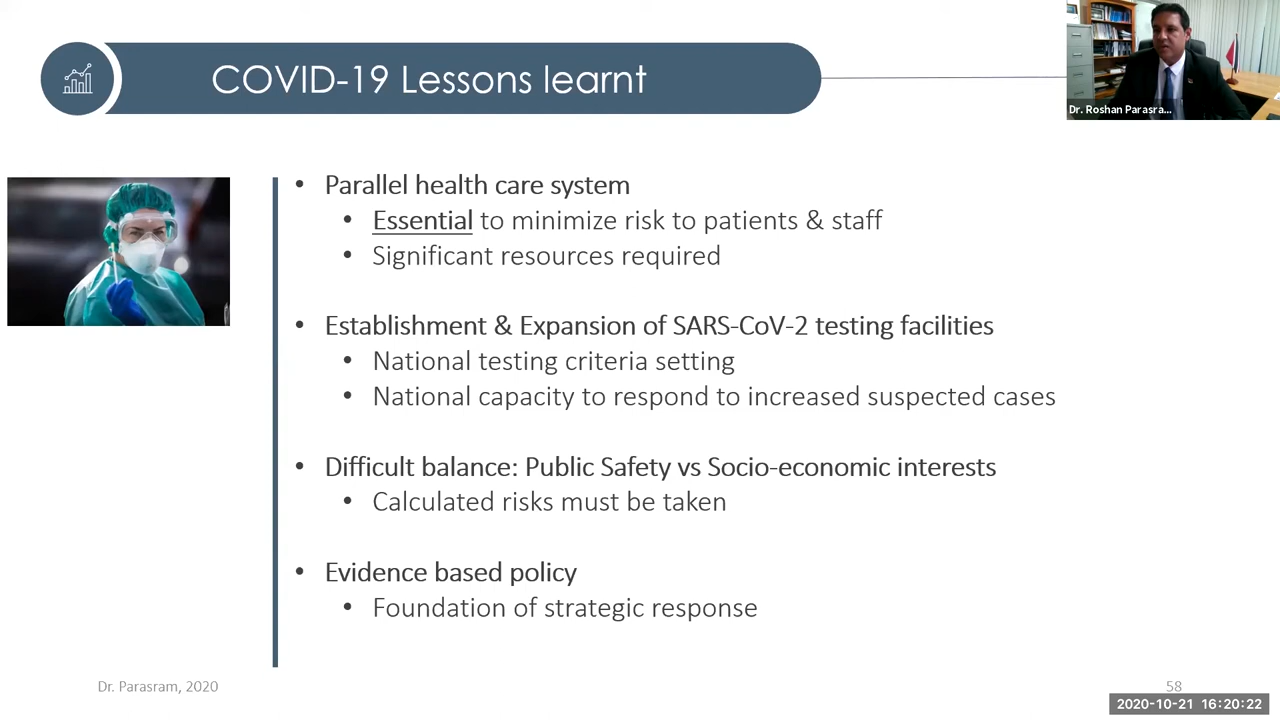 COVID-19 Lessons learnt
Dr. Roshan Parasra...
• Parallel health care system
• Essential to minimize risk to patients & staff
• Significant resources required
• Establishment & Expansion of SARS-CoV-2 testing facilities
• National testing criteria setting
• National capacity to respond to increased suspected cases
• Difficult balance: Public Safety vs Socio-economic interests
• Calculated risks must be taken
• Evidence based policy
• Foundation of strategic response
Dr. Parasram, 2020
58
2020-10-21 16:20:22